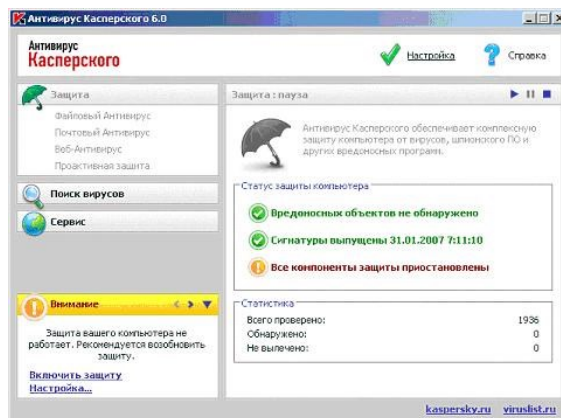 Антивирус Касперского 6.0
Антивирус
Касперского
Настройка
Справка
Защита
Файловый Антивирус
Почтовый Антивирус
Веб-Антивирус
Проактивная защита
Поиск вирусов
Сервис
Внимание
Защита вашего компьютера не
работает. Рекомендуется возобновить
защиту.
Включить защиту
Настройка...
Защита : пауза
Антивирус Касперского обеспечивает комплексную
защиту компьютера от вирусов, шпионского ПО и
других вредоносных программ.
Статус защиты компьютера
Вредоносных объектов не обнаружено
Сигнатуры выпущены 31.01.2007 7:11:10
Все компоненты защиты приостановлены
Статистика
Всего проверено: 1936
Обнаружено: 0
Не вылечено: 0
kaspersky.ru viruslist.ru